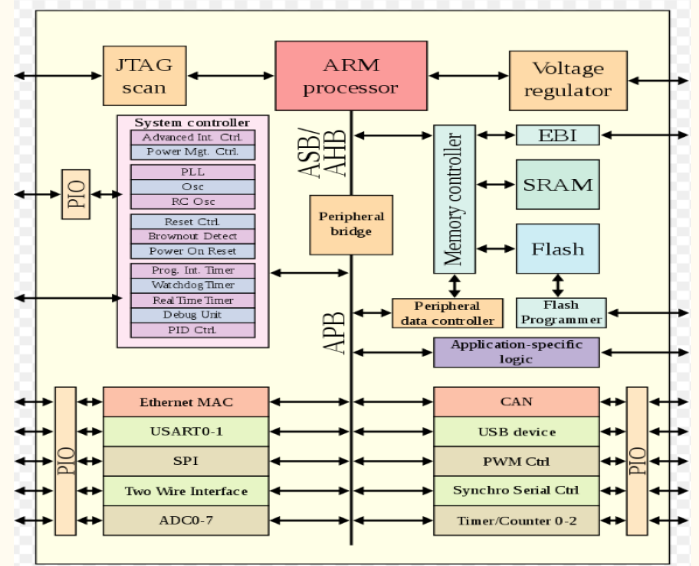 JTAG
scan
ARM
processor
Voltage
regulator
System controller
Advanced Int. Ctrl.
Power Mgt. Ctrl.
PLL
Osc
RC Osc
Reset Ctrl.
Brownout Detect
Power On Reset
Prog. Int. Timer
Watchdog Timer
Real Time Timer
Debug Unit
PID Ctrl.
PIO
ASB/
AHB
Peripheral
bridge
APB
Memory controller
EBI
SRAM
Flash
Peripheral
data controller
Flash
Programmer
Application-specific
logic
PIO
Ethernet MAC
USART0-1
SPI
Two Wire Interface
ADC0-7
CAN
USB device
PWM Ctrl
Synchro Serial Ctrl
Timer/Counter 0-2
PIO